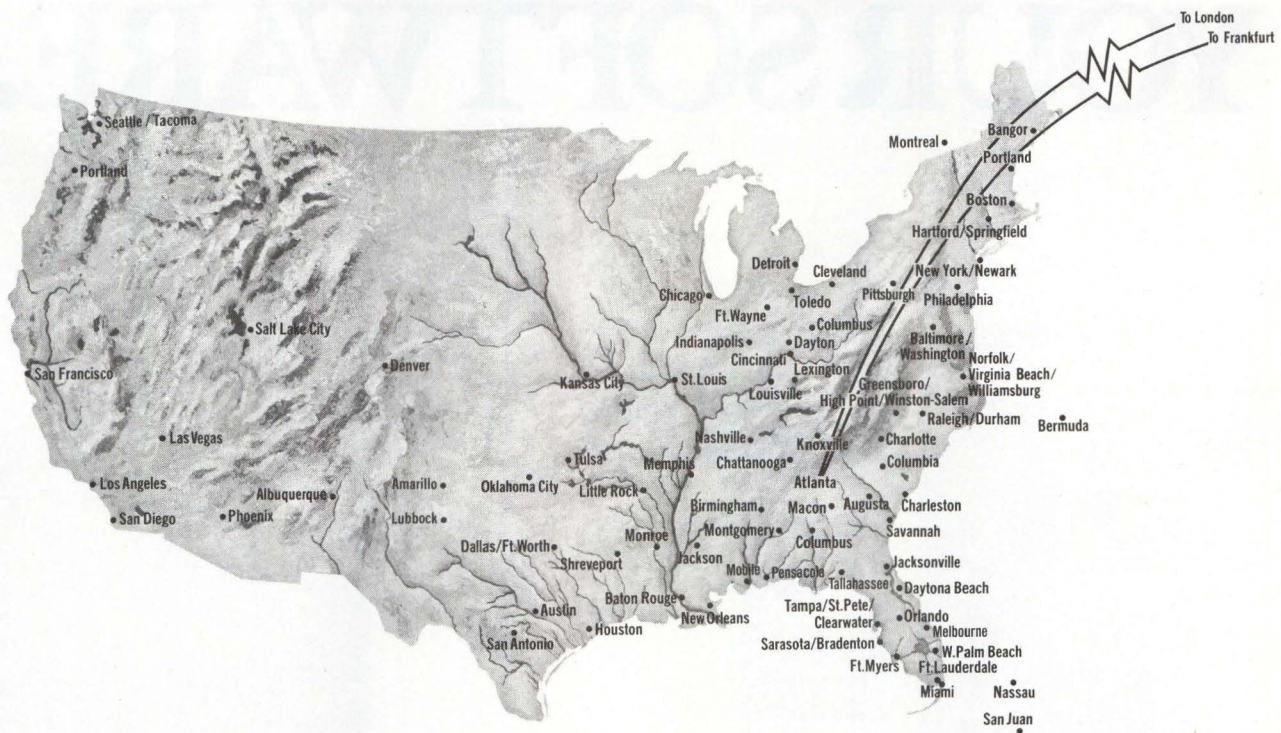 To London
To Frankfurt
Seattle / Tacoma
Portland
Montreal
Bangor
Portland
Boston
Hartford/Springfield
Detroit
Cleveland
New York/Newark
Chicago
Toledo
Pittsburgh
Philadelphia
Ft.Wayne
Columbus
Salt Lake City
Indianapolis
Dayton
Baltimore/
Washington
Cincinnati
Norfolk/
Virginia Beach/
Williamsburg
San Francisco
Denver
Kansas City
St.Louis
Lexington
Louisville
Greensboro/
High Point/Winston-Salem
Raleigh/Durham
Bermuda
Las Vegas
Nashville
Knoxville
Charlotte
Tulsa
Memphis
Chattanooga
Columbia
Los Angeles
Albuquerque
Amarillo
Oklahoma City
Little Rock
Atlanta
San Diego
Phoenix
Lubbock
Birmingham
Macon
Augusta
Charleston
Monroe
Montgomery
Savannah
Dallas/Ft.Worth
Shreveport
Jackson
Columbus
Mobile
Pensacola
Tallahassee
Jacksonville
Daytona Beach
Baton Rouge
New Orleans
Austin
Tampa/St.Pete/
Clearwater
Orlando
Melbourne
San Antonio
Houston
Sarasota/Bradenton
W.Palm Beach
Ft.Myers
Ft.Lauderdale
Miami
Nassau
San Juan